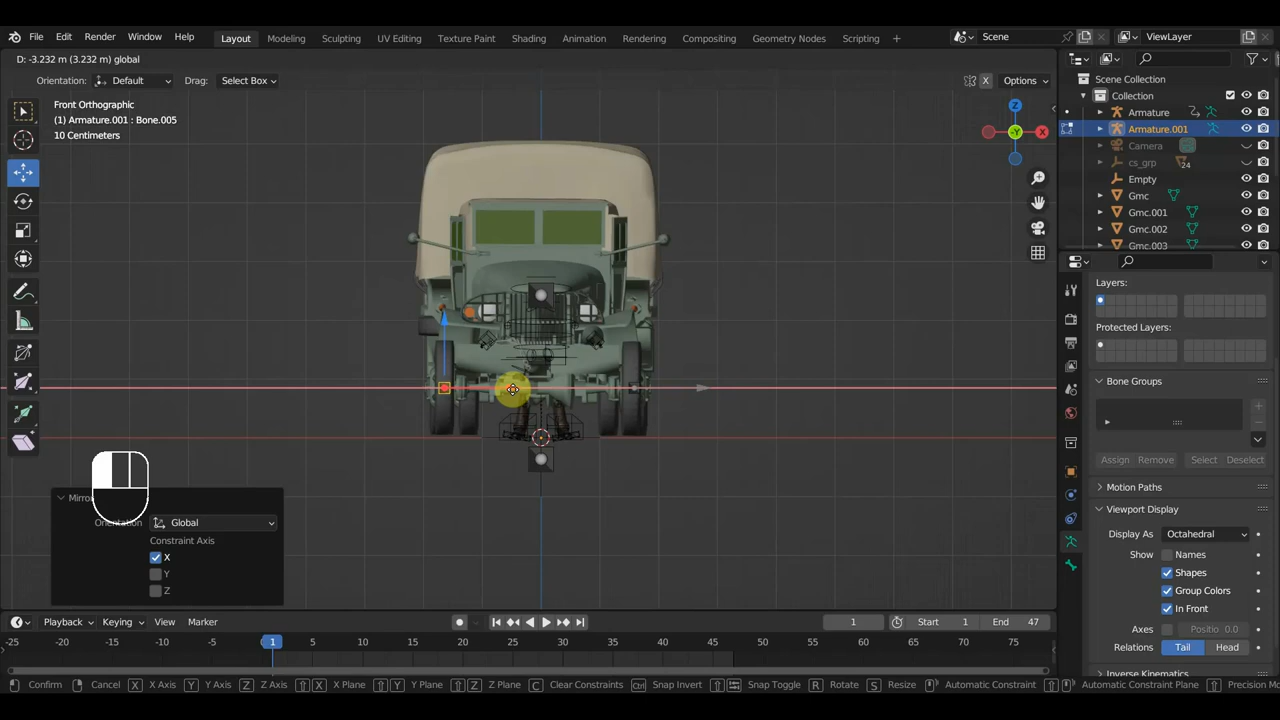 File Edit Render Window Help Layout Modeling Sculpting UV Editing Texture Paint Shading Animation Rendering Compositing Geometry Nodes Scripting + Scene ViewLayer
D: -3.232 m (3.232 m) global
Orientation: Default Drag: Select Box X Options
Front Orthographic
(1) Armature.001 : Bone.005
10 Centimeters
Z
X
-Y
Scene Collection
Collection
Armature
Armature.001
Camera
cs_grp 24
Empty
Gmc
Gmc.001
Gmc.002
Gmc.003
Layers:
Protected Layers:
Bone Groups
Assign Remove Select Deselect
Motion Paths
Viewport Display
Display As Octahedral
Show Names
Shapes
Group Colors
In Front
Axes Positio 0.0
Relations Tail Head
Inverse Kinematics
Orientation Global
Constraint Axis
X
Y
Z
Playback Keying View Marker 1 Start 1 End 47
-25 -20 -15 -10 -5 1 5 10 15 20 25 30 35 40 45 50 55 60 65 70 75
Confirm Cancel X X Axis Y Y Axis Z Z Axis X X Plane Y Y Plane Z Z Plane C Clear Constraints Ctrl Snap Invert Snap Toggle R Rotate S Resize Automatic Constraint Automatic Constraint Plane Precision Mo